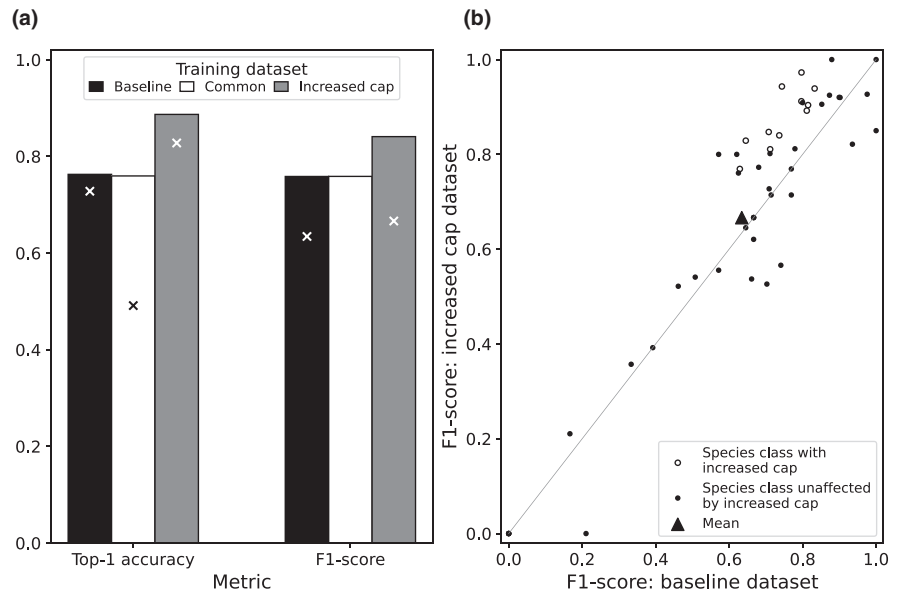 (a)
Training dataset
Baseline Common Increased cap
1.0
0.8
0.6
0.4
0.2
0.0
Top-1 accuracy F1-score
Metric
(b)
F1-score: increased cap dataset
1.0
0.8
0.6
0.4
0.2
0.0
Species class with
increased cap
Species class unaffected
by increased cap
Mean
0.0 0.2 0.4 0.6 0.8 1.0
F1-score: baseline dataset